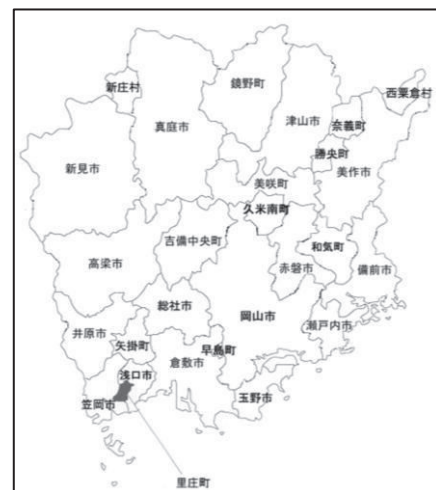 鏡野町
西粟倉村
新庄村
真庭市
津山市
奈義町
勝央町
新見市
美作市
美咲町
久米南町
吉備中央町
和気町
高梁市
赤磐市
備前市
総社市
岡山市
瀬戸内市
井原市
矢掛町
早島町
倉敷市
浅口市
笠岡市
玉野市
里庄町